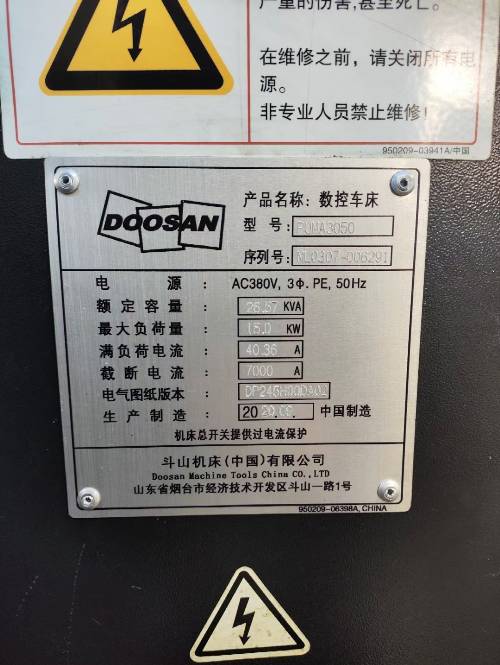 严重的伤害,甚至死亡。
在维修之前，请关闭所有电
源。
非专业人员禁止维修!
950209-03941A/中国
DOOSAN
产品名称: 数控车床
型 号: PUMA3050
序列号: ML0307-006291
电 源 : AC380V, 3Φ. PE, 50Hz
额定容量 : 26.57 KVA
最大负荷量 : 15.0 KW
满负荷电流 : 40.36 A
截断电流 : 7000 A
电气图纸版本 :
生产制造 : 2020.06. 中国制造
机床总开关提供过电流保护
斗山机床(中国)有限公司
Doosan Machine Tools China CO.,LTD
山东省烟台市经济技术开发区斗山一路1号
950209-06398A, CHINA